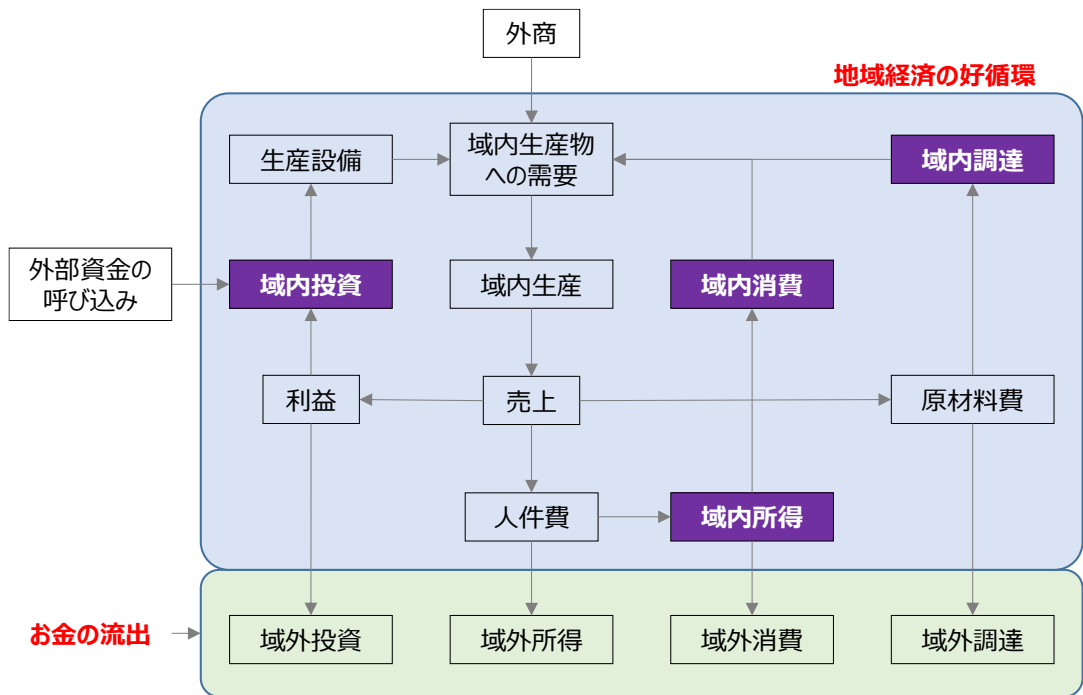 外商
地域経済の好循環
生産設備
域内生産物
への需要
域内調達
外部資金の
呼び込み
域内投資
域内生産
域内消費
利益
売上
原材料費
人件費
域内所得
お金の流出
域外投資
域外所得
域外消費
域外調達